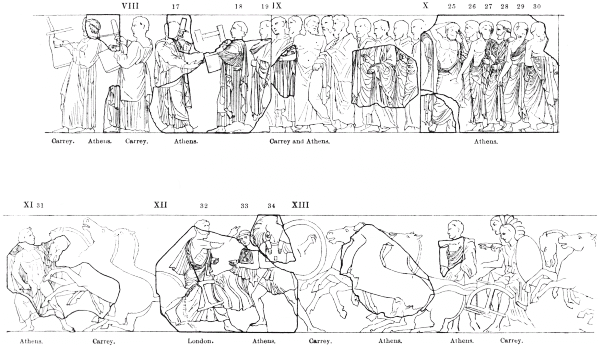 VIII 17 18 19 IX X 25 26 27 28 29 30
Carrey. Athens. Carrey. Athens. Carrey and Athens. Athens.
XI 31 XII 32 33 34 XIII
Athens. Carrey. London. Athens. Carrey. Athens. Athens. Carrey.